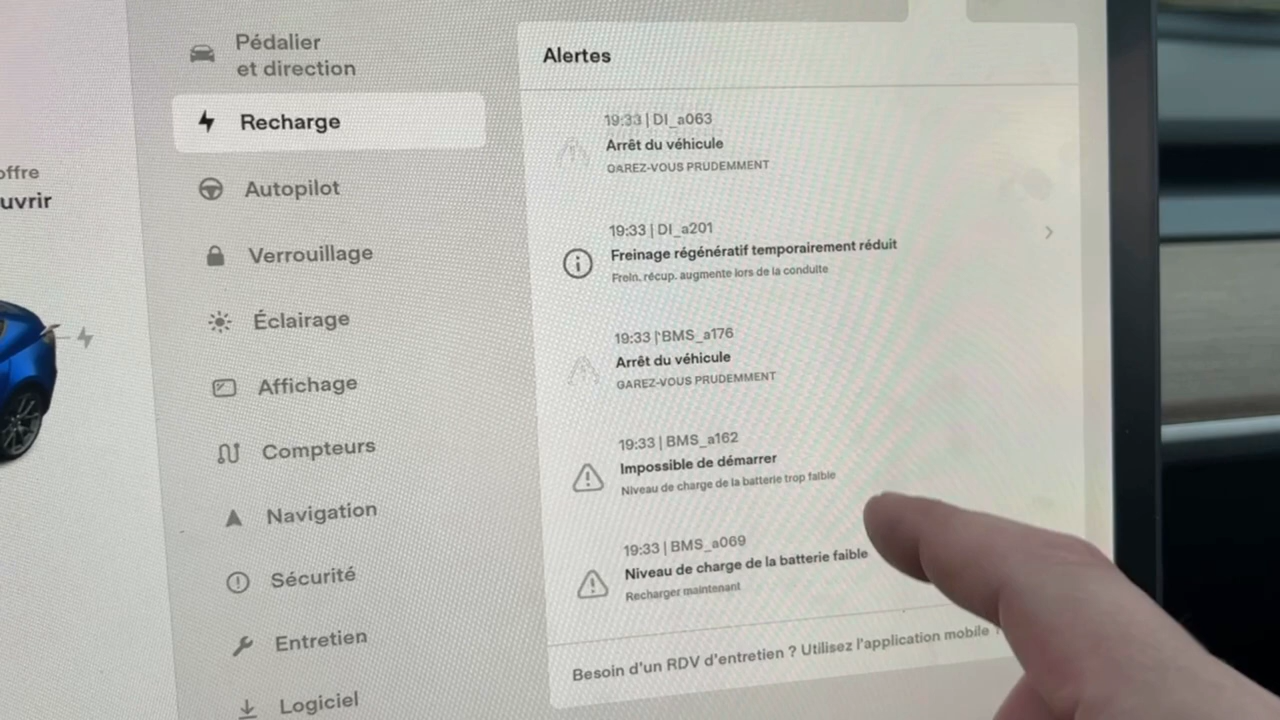 offre
uvrir
Pédalier
et direction
Recharge
Autopilot
Verrouillage
Éclairage
Affichage
Compteurs
Navigation
Sécurité
Entretien
Logiciel
Alertes
19:33 | DI_a063
Arrêt du véhicule
GAREZ-VOUS PRUDEMMENT
19:33 | DI_a201
Freinage régénératif temporairement réduit
Frein. récup. augmente lors de la conduite
19:33 | BMS_a176
Arrêt du véhicule
GAREZ-VOUS PRUDEMMENT
19:33 | BMS_a162
Impossible de démarrer
Niveau de charge de la batterie trop faible
19:33 | BMS_a069
Niveau de charge de la batterie faible
Recharger maintenant
Besoin d'un RDV d'entretien ? Utilisez l'application mobile